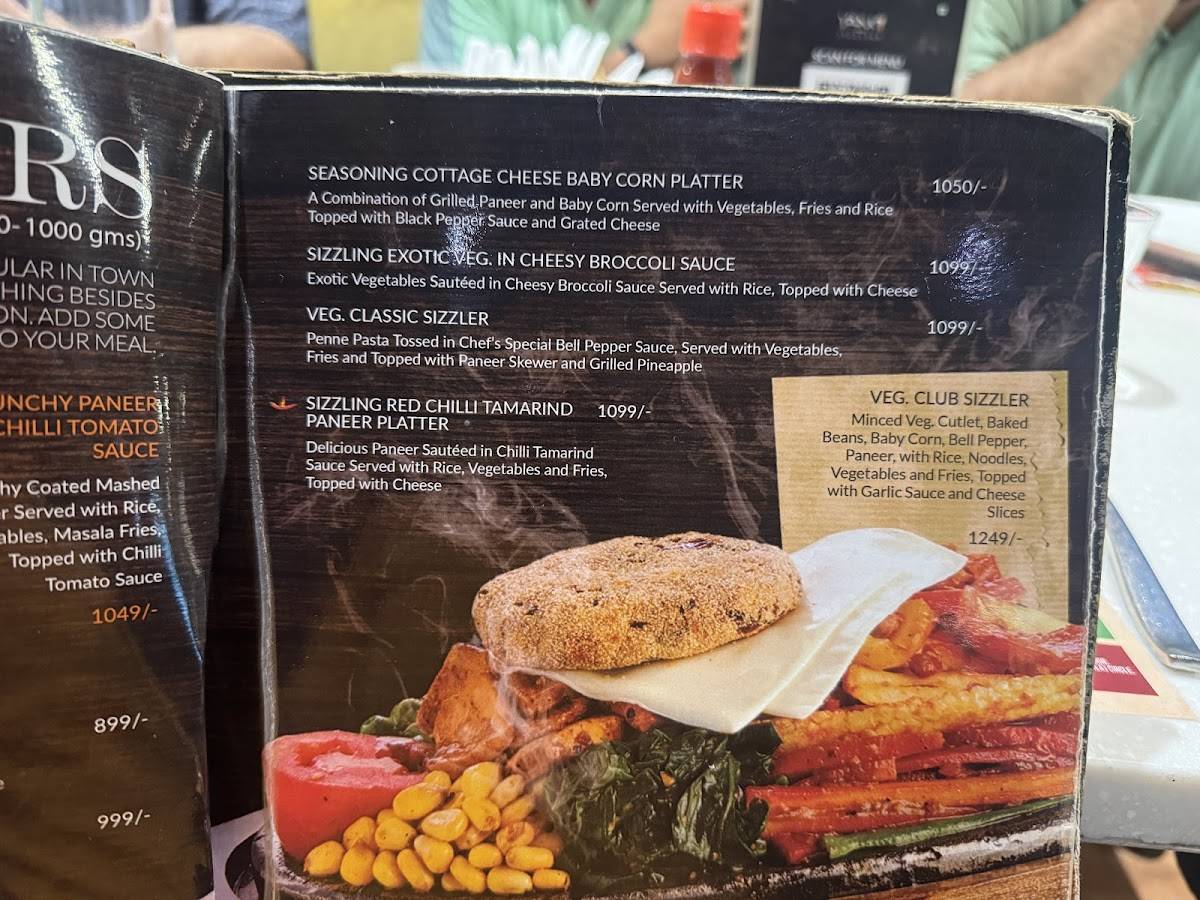 RS
0-1000 gms)
ULAR IN TOWN
HING BESIDES
ON. ADD SOME
O YOUR MEAL.
UNCHY PANEER
CHILLI TOMATO
SAUCE
hy Coated Mashed
r Served with Rice,
ables, Masala Fries,
Topped with Chilli
Tomato Sauce
1049/-
899/-
999/-
SEASONING COTTAGE CHEESE BABY CORN PLATTER 1050/-
A Combination of Grilled Paneer and Baby Corn Served with Vegetables, Fries and Rice
Topped with Black Pepper Sauce and Grated Cheese
SIZZLING EXOTIC VEG. IN CHEESY BROCCOLI SAUCE 1099/-
Exotic Vegetables Sautéed in Cheesy Broccoli Sauce Served with Rice, Topped with Cheese
VEG. CLASSIC SIZZLER 1099/-
Penne Pasta Tossed in Chef's Special Bell Pepper Sauce, Served with Vegetables,
Fries and Topped with Paneer Skewer and Grilled Pineapple
SIZZLING RED CHILLI TAMARIND 1099/-
PANEER PLATTER
Delicious Paneer Sautéed in Chilli Tamarind
Sauce Served with Rice, Vegetables and Fries,
Topped with Cheese
VEG. CLUB SIZZLER
Minced Veg. Cutlet, Baked
Beans, Baby Corn, Bell Pepper,
Paneer, with Rice, Noodles,
Vegetables and Fries, Topped
with Garlic Sauce and Cheese
Slices
1249/-